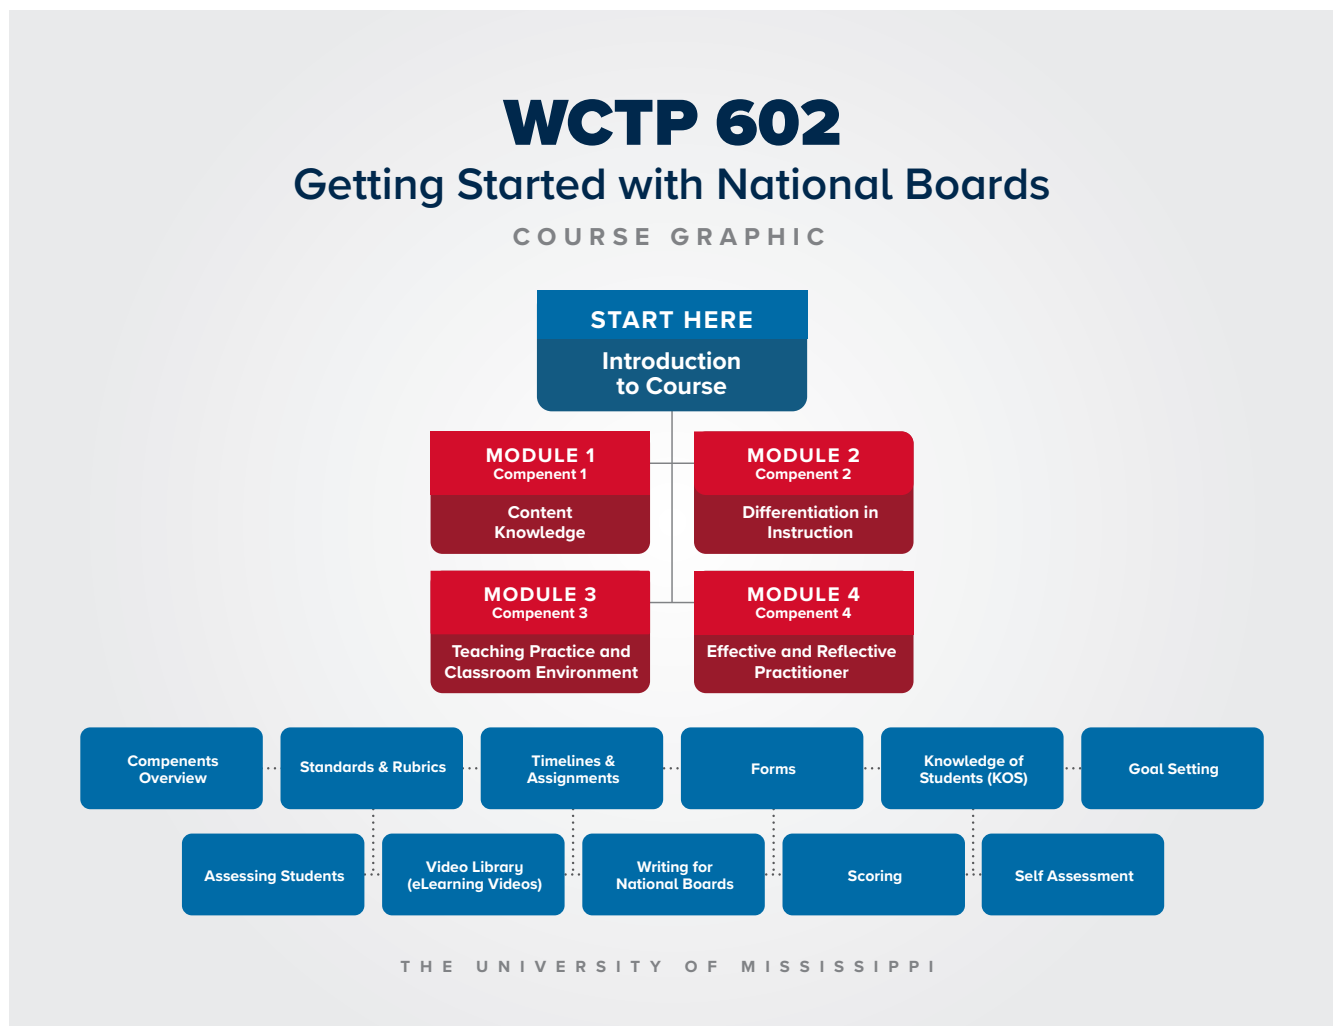 WCTP 602
Getting Started with National Boards
COURSE GRAPHIC
START HERE
Introduction
to Course
MODULE 1
Compenent 1
Content
Knowledge
MODULE 2
Compenent 2
Differentiation in
Instruction
MODULE 3
Compenent 3
Teaching Practice and
Classroom Environment
MODULE 4
Compenent 4
Effective and Reflective
Practitioner
Compenents
Overview
Standards & Rubrics
Timelines &
Assignments
Forms
Knowledge of
Students (KOS)
Goal Setting
Assessing Students
Video Library
(eLearning Videos)
Writing for
National Boards
Scoring
Self Assessment
THE UNIVERSITY OF MISSISSIPPI